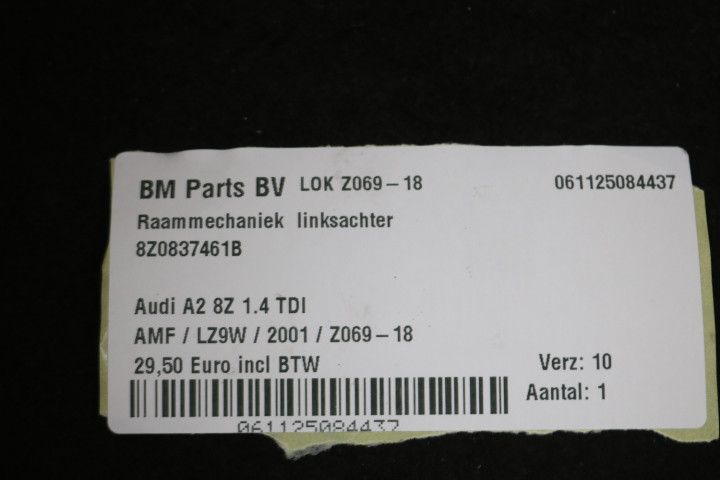 BM Parts BV LOK Z069-18 061125084437
Raammechaniek linksachter
8Z0837461B
Audi A2 8Z 1.4 TDI
AMF / LZ9W / 2001 / Z069-18
29,50 Euro incl BTW Verz: 10
Aantal: 1
061125084437